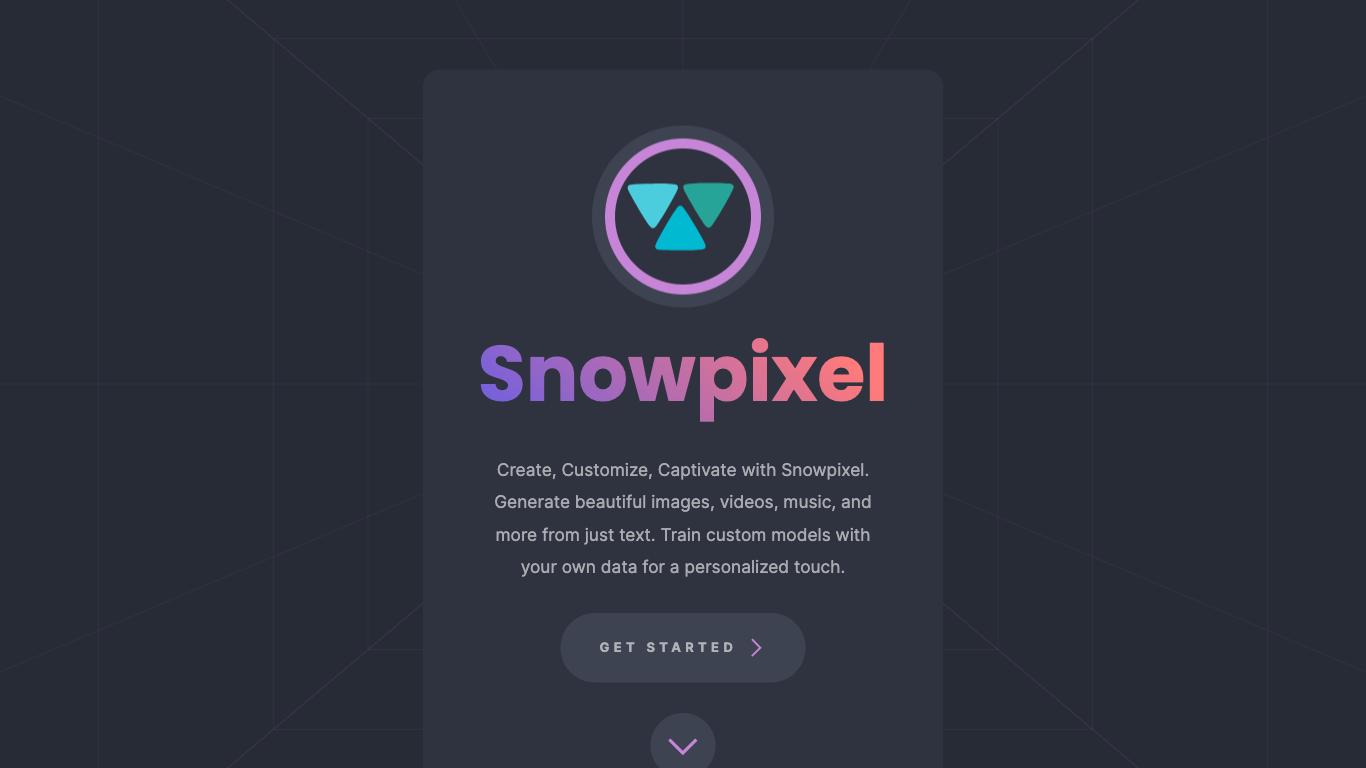 Snowpixel
Create, Customize, Captivate with Snowpixel.
Generate beautiful images, videos, music, and
more from just text. Train custom models with
your own data for a personalized touch.
GET STARTED